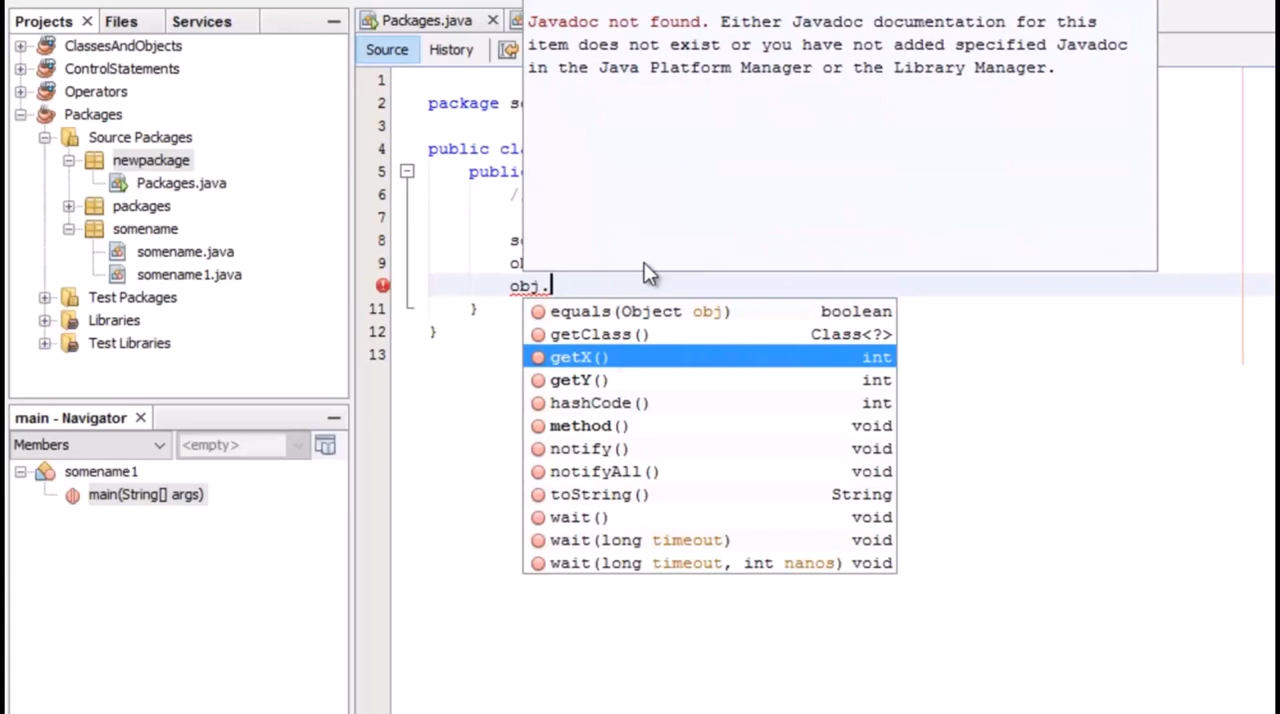 Projects Files Services
ClassesAndObjects
ControlStatements
Operators
Packages
Source Packages
newpackage
Packages.java
packages
somename
somename.java
somename1.java
Test Packages
Libraries
Test Libraries
main - Navigator
Members <empty>
somename1
main(String[] args)
Packages.java
Source History
Javadoc not found. Either Javadoc documentation for this
item does not exist or you have not added specified Javadoc
in the Java Platform Manager or the Library Manager.
1
2 package
3
4 public
5
6
7
8
9
obj.
11 }
12 }
13
equals(Object obj) boolean
getClass() Class<?>
getX() int
getY() int
hashCode() int
method() void
notify() void
notifyAll() void
toString() String
wait() void
wait(long timeout) void
wait(long timeout, int nanos) void